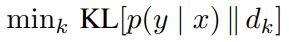 min_k KL[p(y | x) ‖ d_k]